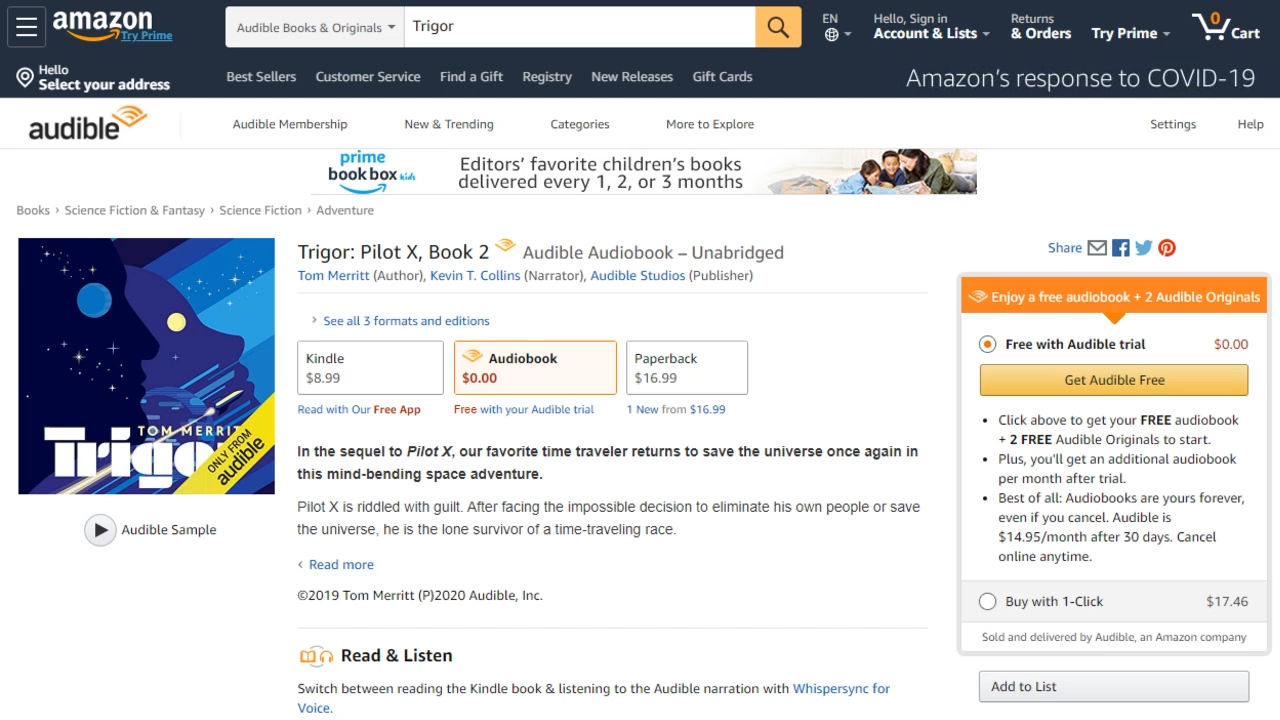 amazon
Try Prime
Audible Books & Originals
Trigor
EN
Hello, Sign in
Account & Lists
Returns
& Orders
Try Prime
0
Cart
Hello
Select your address
Best Sellers
Customer Service
Find a Gift
Registry
New Releases
Gift Cards
Amazon's response to COVID-19
audible
Audible Membership
New & Trending
Categories
More to Explore
Settings
Help
prime
book box kids
Editors' favorite children's books
delivered every 1, 2, or 3 months
Books › Science Fiction & Fantasy › Science Fiction › Adventure
TOM MERRIT
Trigo
ONLY FROM
audible
Audible Sample
Trigor: Pilot X, Book 2 Audible Audiobook – Unabridged
Tom Merritt (Author), Kevin T. Collins (Narrator), Audible Studios (Publisher)
› See all 3 formats and editions
Kindle
$8.99
Audiobook
$0.00
Paperback
$16.99
Read with Our Free App
Free with your Audible trial
1 New from $16.99
In the sequel to Pilot X, our favorite time traveler returns to save the universe once again in
this mind-bending space adventure.
Pilot X is riddled with guilt. After facing the impossible decision to eliminate his own people or save
the universe, he is the lone survivor of a time-traveling race.
‹ Read more
©2019 Tom Merritt (P)2020 Audible, Inc.
Read & Listen
Switch between reading the Kindle book & listening to the Audible narration with Whispersync for
Voice.
Share
Enjoy a free audiobook + 2 Audible Originals
Free with Audible trial
$0.00
Get Audible Free
• Click above to get your FREE audiobook
+ 2 FREE Audible Originals to start.
• Plus, you'll get an additional audiobook
per month after trial.
• Best of all: Audiobooks are yours forever,
even if you cancel. Audible is
$14.95/month after 30 days. Cancel
online anytime.
Buy with 1-Click
$17.46
Sold and delivered by Audible, an Amazon company
Add to List